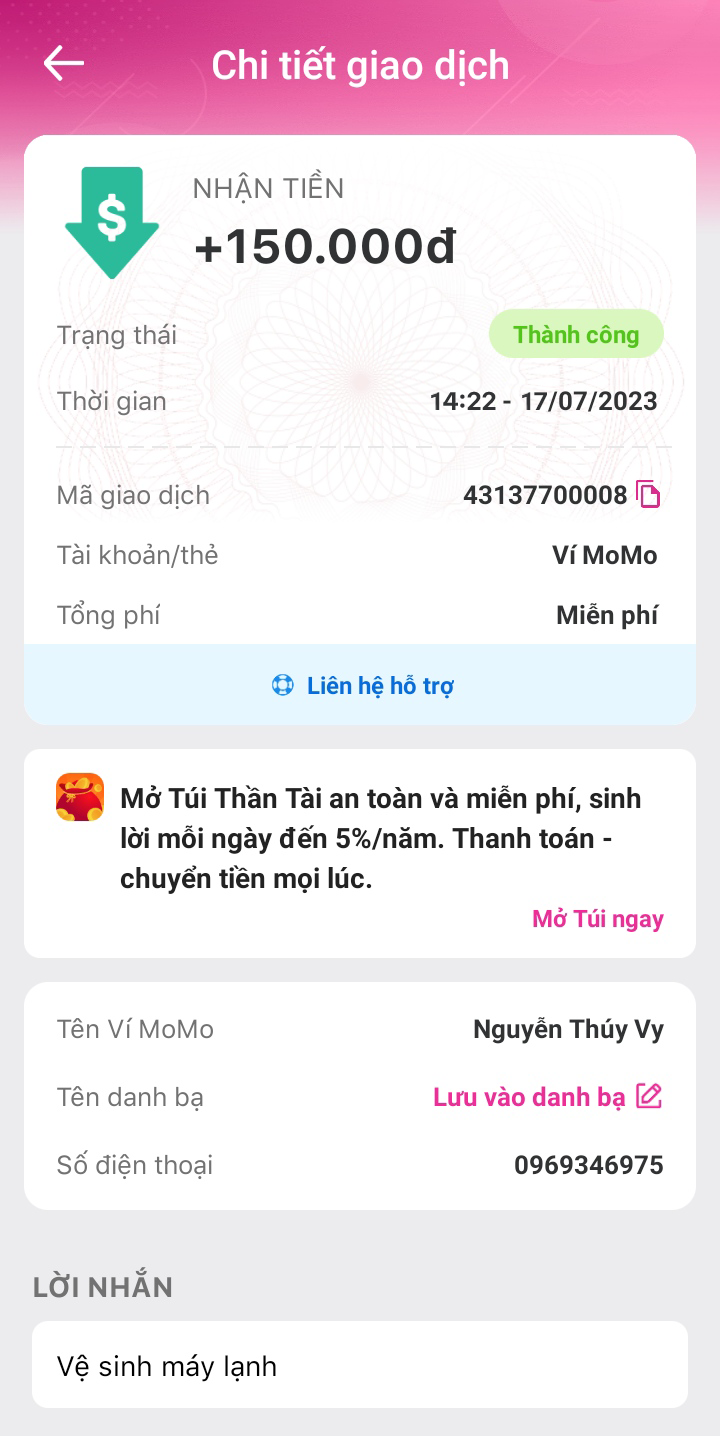 Chi tiết giao dịch
NHẬN TIỀN
+150.000đ
Trạng thái
Thành công
Thời gian
14:22 - 17/07/2023
Mã giao dịch
43137700008
Tài khoản/thẻ
Ví MoMo
Tổng phí
Miễn phí
Liên hệ hỗ trợ
Mở Túi Thần Tài an toàn và miễn phí, sinh
lời mỗi ngày đến 5%/năm. Thanh toán -
chuyển tiền mọi lúc.
Mở Túi ngay
Tên Ví MoMo
Nguyễn Thúy Vy
Tên danh bạ
Lưu vào danh bạ
Số điện thoại
0969346975
LỜI NHẮN
Vệ sinh máy lạnh